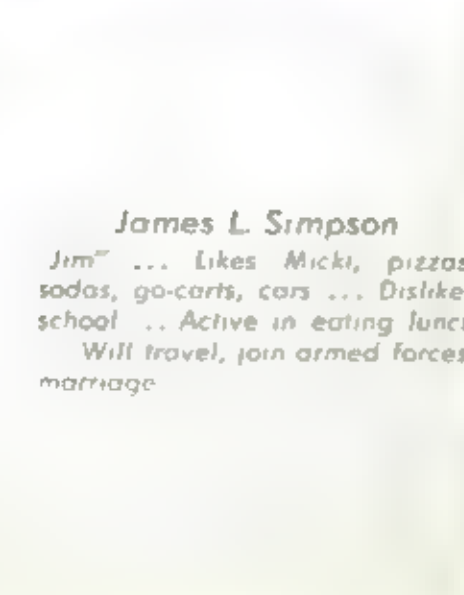 James L. Simpson
Jim" ... Likes Micki, pizzas
sodas, go-carts, cars ... Dislike
school .. Active in eating lunc
Will travel, join armed forces
marriage